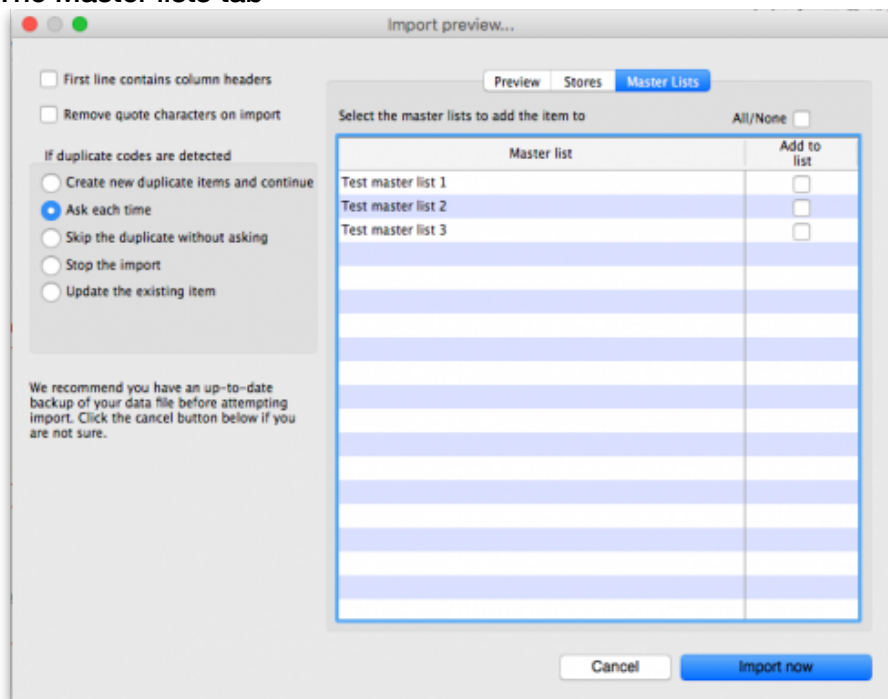 The Master lists tab
Import preview...
First line contains column headers
Remove quote characters on import
If duplicate codes are detected
Create new duplicate items and continue
Ask each time
Skip the duplicate without asking
Stop the import
Update the existing item
We recommend you have an up-to-date
backup of your data file before attempting
import. Click the cancel button below if you
are not sure.
Preview Stores Master Lists
Select the master lists to add the item to All/None
Master list Add to
list
Test master list 1
Test master list 2
Test master list 3
Cancel Import now